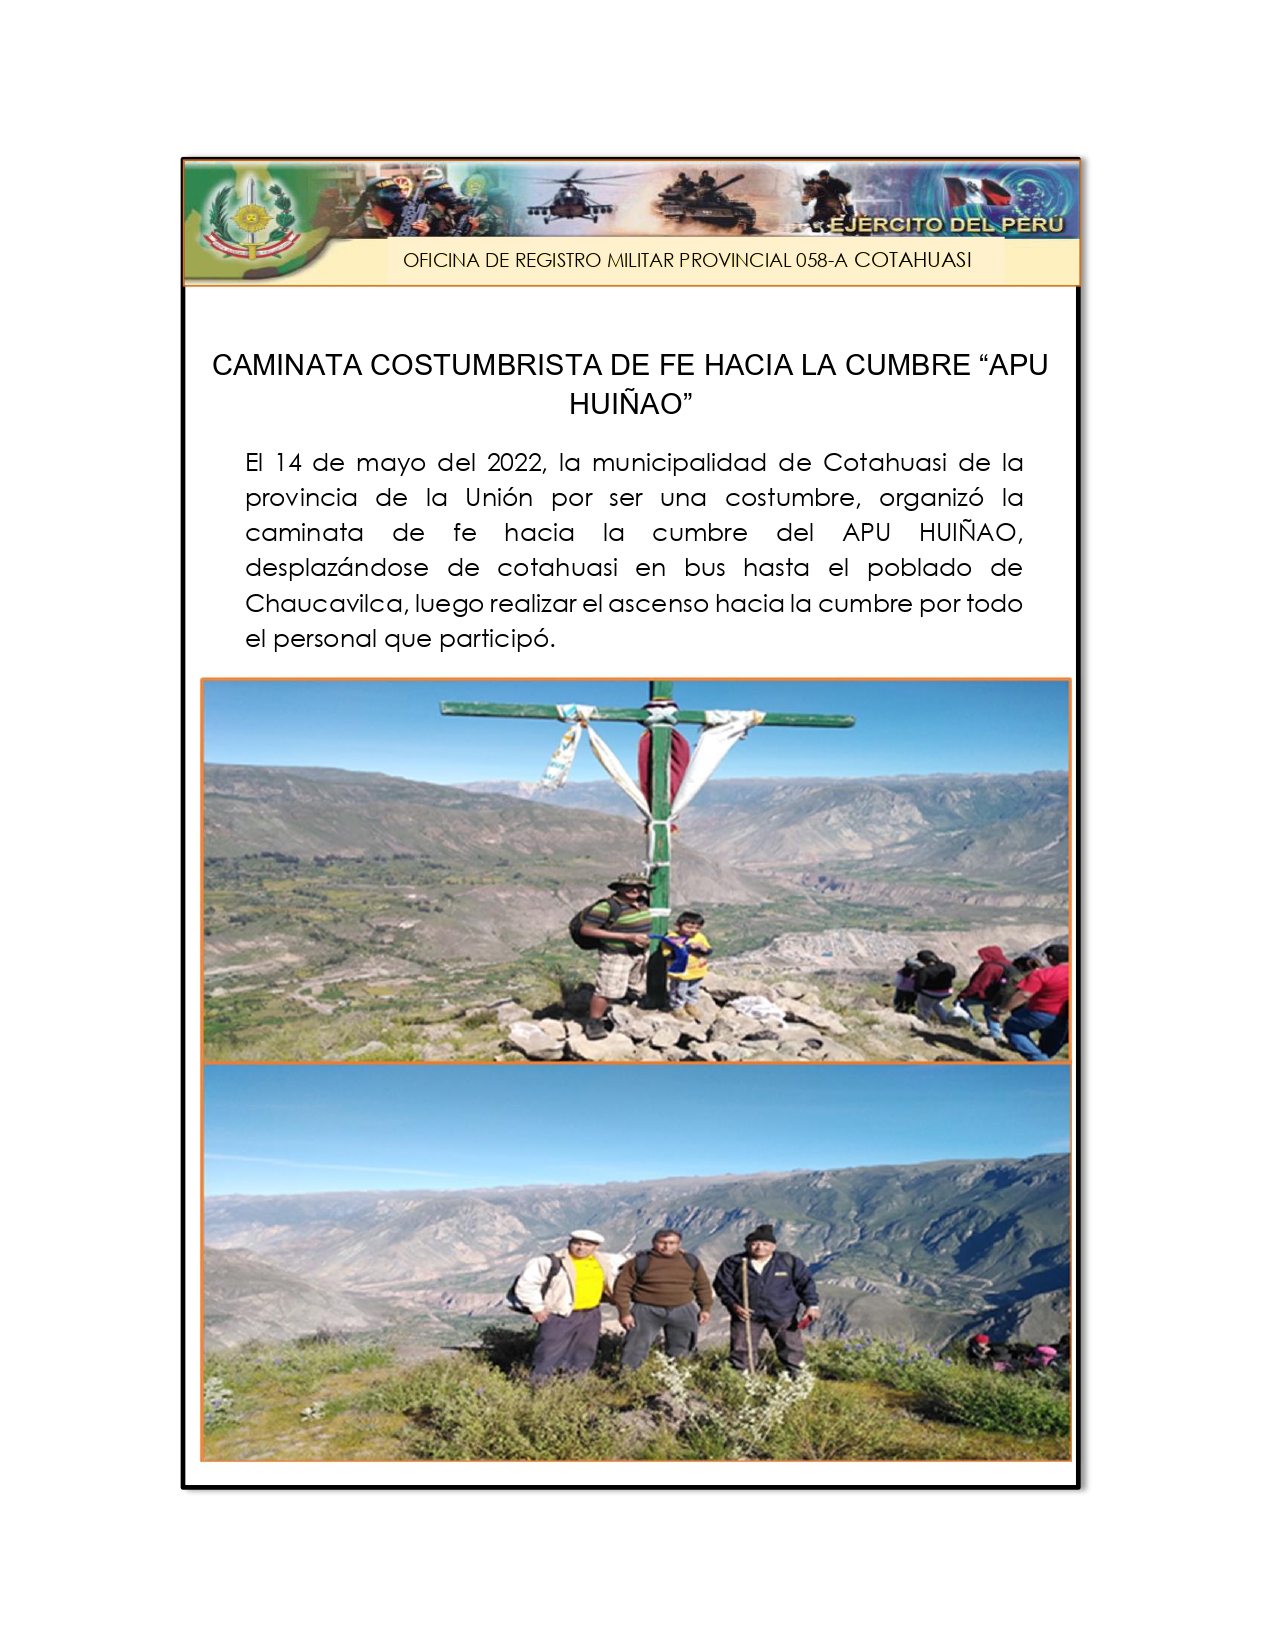 EJÉRCITO DEL PERÚ
OFICINA DE REGISTRO MILITAR PROVINCIAL 058-A COTAHUASI
CAMINATA COSTUMBRISTA DE FE HACIA LA CUMBRE “APU
HUIÑAO”
El 14 de mayo del 2022, la municipalidad de Cotahuasi de la
provincia de la Unión por ser una costumbre, organizó la
caminata de fe hacia la cumbre del APU HUIÑAO,
desplazándose de cotahuasi en bus hasta el poblado de
Chaucavilca, luego realizar el ascenso hacia la cumbre por todo
el personal que participó.